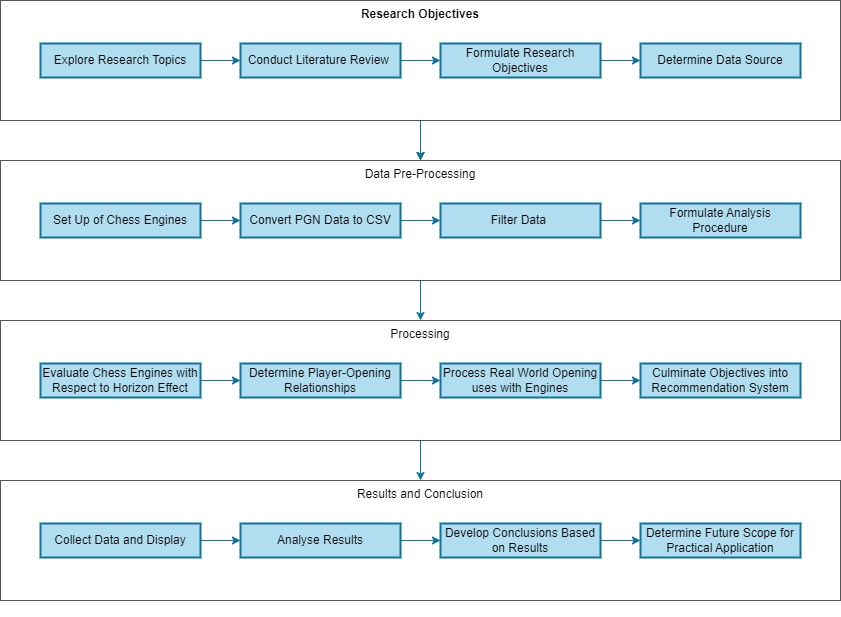 Research Objectives
Explore Research Topics
Conduct Literature Review
Formulate Research
Objectives
Determine Data Source
Data Pre-Processing
Set Up of Chess Engines
Convert PGN Data to CSV
Filter Data
Formulate Analysis
Procedure
Processing
Evaluate Chess Engines with
Respect to Horizon Effect
Determine Player-Opening
Relationships
Process Real World Opening
uses with Engines
Culminate Objectives into
Recommendation System
Results and Conclusion
Collect Data and Display
Analyse Results
Develop Conclusions Based
on Results
Determine Future Scope for
Practical Application